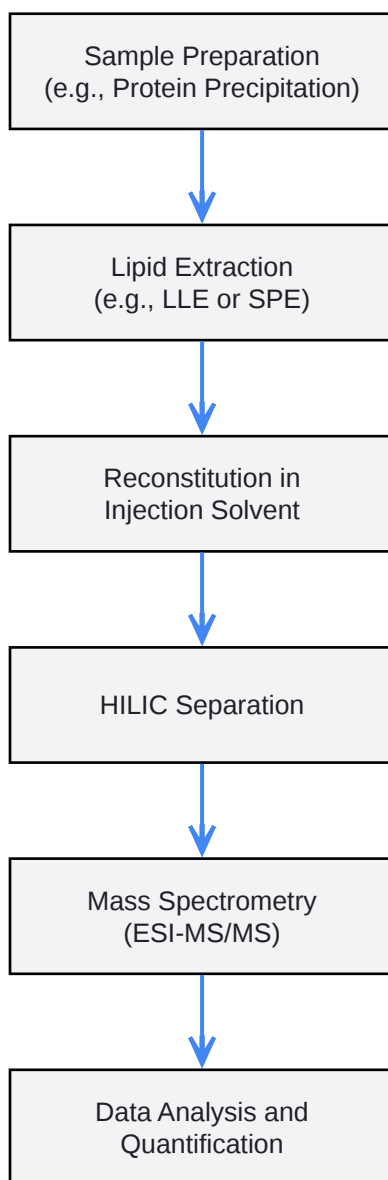 Sample Preparation
(e.g., Protein Precipitation)
Lipid Extraction
(e.g., LLE or SPE)
Reconstitution in
Injection Solvent
HILIC Separation
Mass Spectrometry
(ESI-MS/MS)
Data Analysis and
Quantification